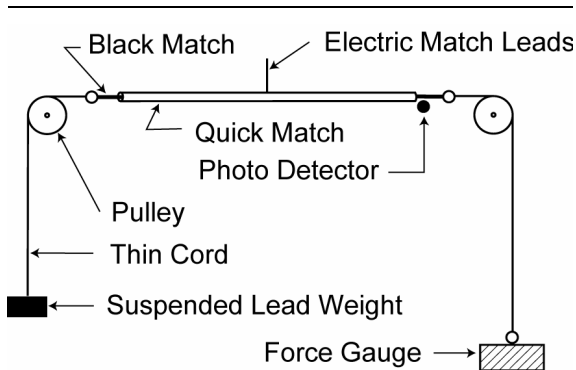 Black Match
Electric Match Leads
Quick Match
Photo Detector
Pulley
Thin Cord
Suspended Lead Weight
Force Gauge